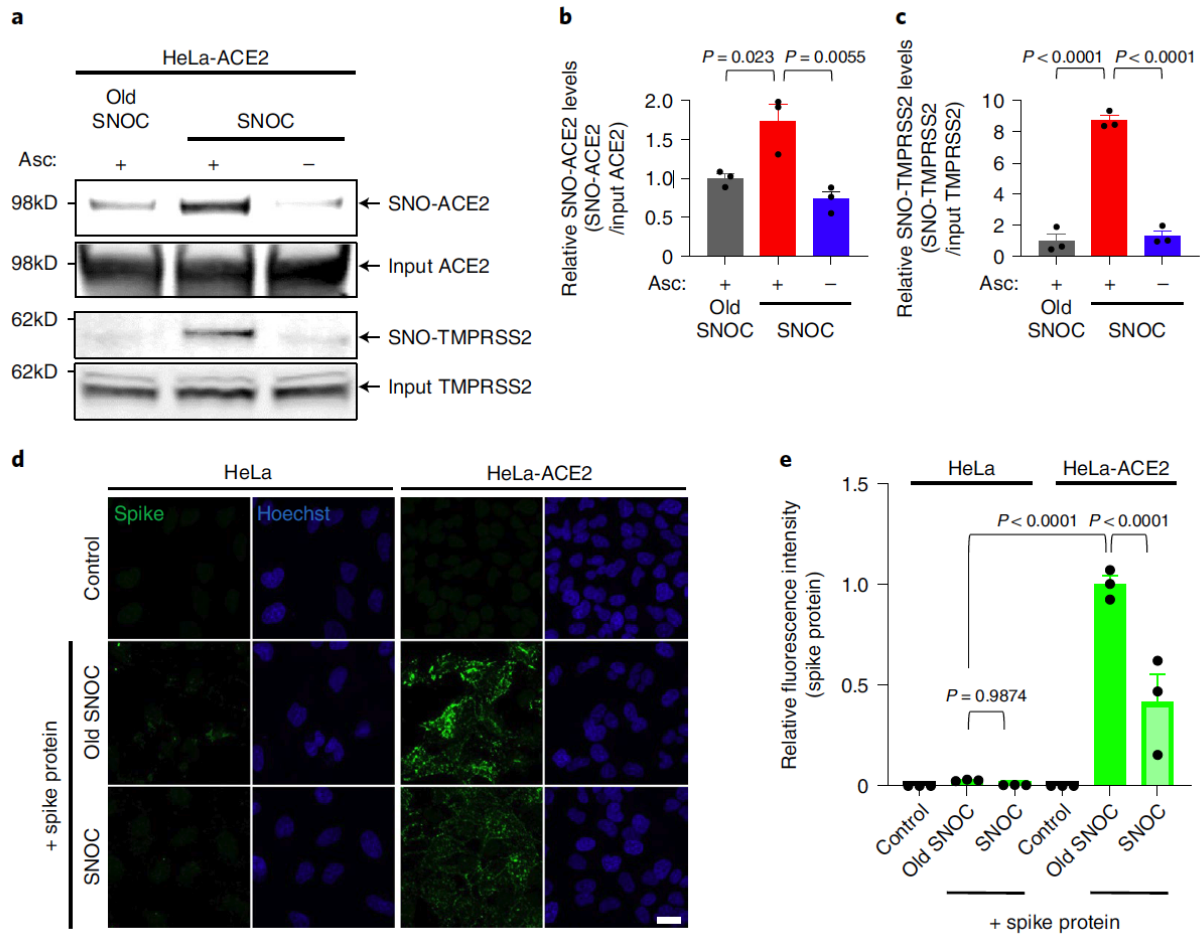 a
HeLa-ACE2
Old
SNOC
SNOC
Asc:
+
+
–
98kD
SNO-ACE2
98kD
Input ACE2
62kD
SNO-TMPRSS2
62kD
Input TMPRSS2
b
P = 0.023
P = 0.0055
Relative SNO-ACE2 levels
(SNO-ACE2
/input ACE2)
2.0
1.5
1.0
0.5
0
Asc:
+
+
–
Old
SNOC
SNOC
c
P < 0.0001
P < 0.0001
Relative SNO-TMPRSS2 levels
(SNO-TMPRSS2
/input TMPRSS2)
10
8
6
4
2
0
Asc:
+
+
–
Old
SNOC
SNOC
d
HeLa
HeLa-ACE2
Spike
Hoechst
Control
Old SNOC
SNOC
+ spike protein
e
HeLa
HeLa-ACE2
P < 0.0001
P < 0.0001
P = 0.9874
Relative fluorescence intensity
(spike protein)
1.5
1.0
0.5
0
Control
Old SNOC
SNOC
Control
Old SNOC
SNOC
+ spike protein